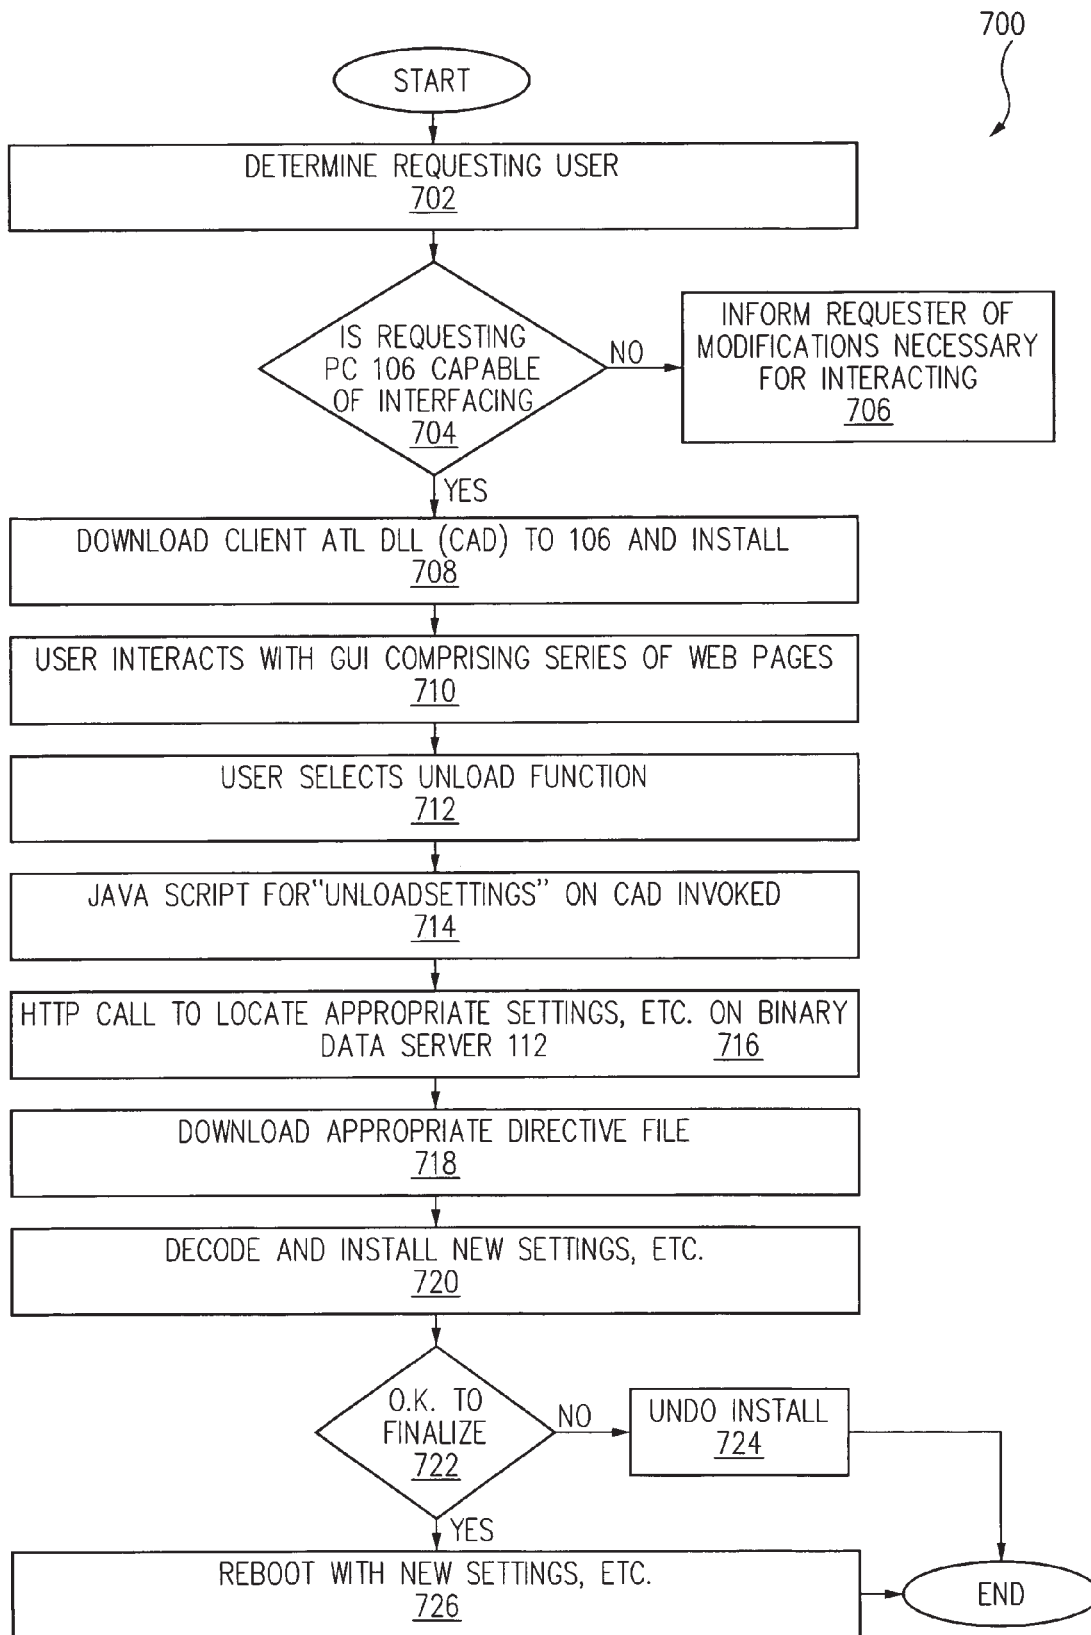 700
START
DETERMINE REQUESTING USER
702
IS REQUESTING
PC 106 CAPABLE
OF INTERFACING
704
NO
INFORM REQUESTER OF
MODIFICATIONS NECESSARY
FOR INTERACTING
706
YES
DOWNLOAD CLIENT ATL DLL (CAD) TO 106 AND INSTALL
708
USER INTERACTS WITH GUI COMPRISING SERIES OF WEB PAGES
710
USER SELECTS UNLOAD FUNCTION
712
JAVA SCRIPT FOR"UNLOADSETTINGS" ON CAD INVOKED
714
HTTP CALL TO LOCATE APPROPRIATE SETTINGS, ETC. ON BINARY
DATA SERVER 112 716
DOWNLOAD APPROPRIATE DIRECTIVE FILE
718
DECODE AND INSTALL NEW SETTINGS, ETC.
720
O.K. TO
FINALIZE
722
NO
UNDO INSTALL
724
YES
REBOOT WITH NEW SETTINGS, ETC.
726
END